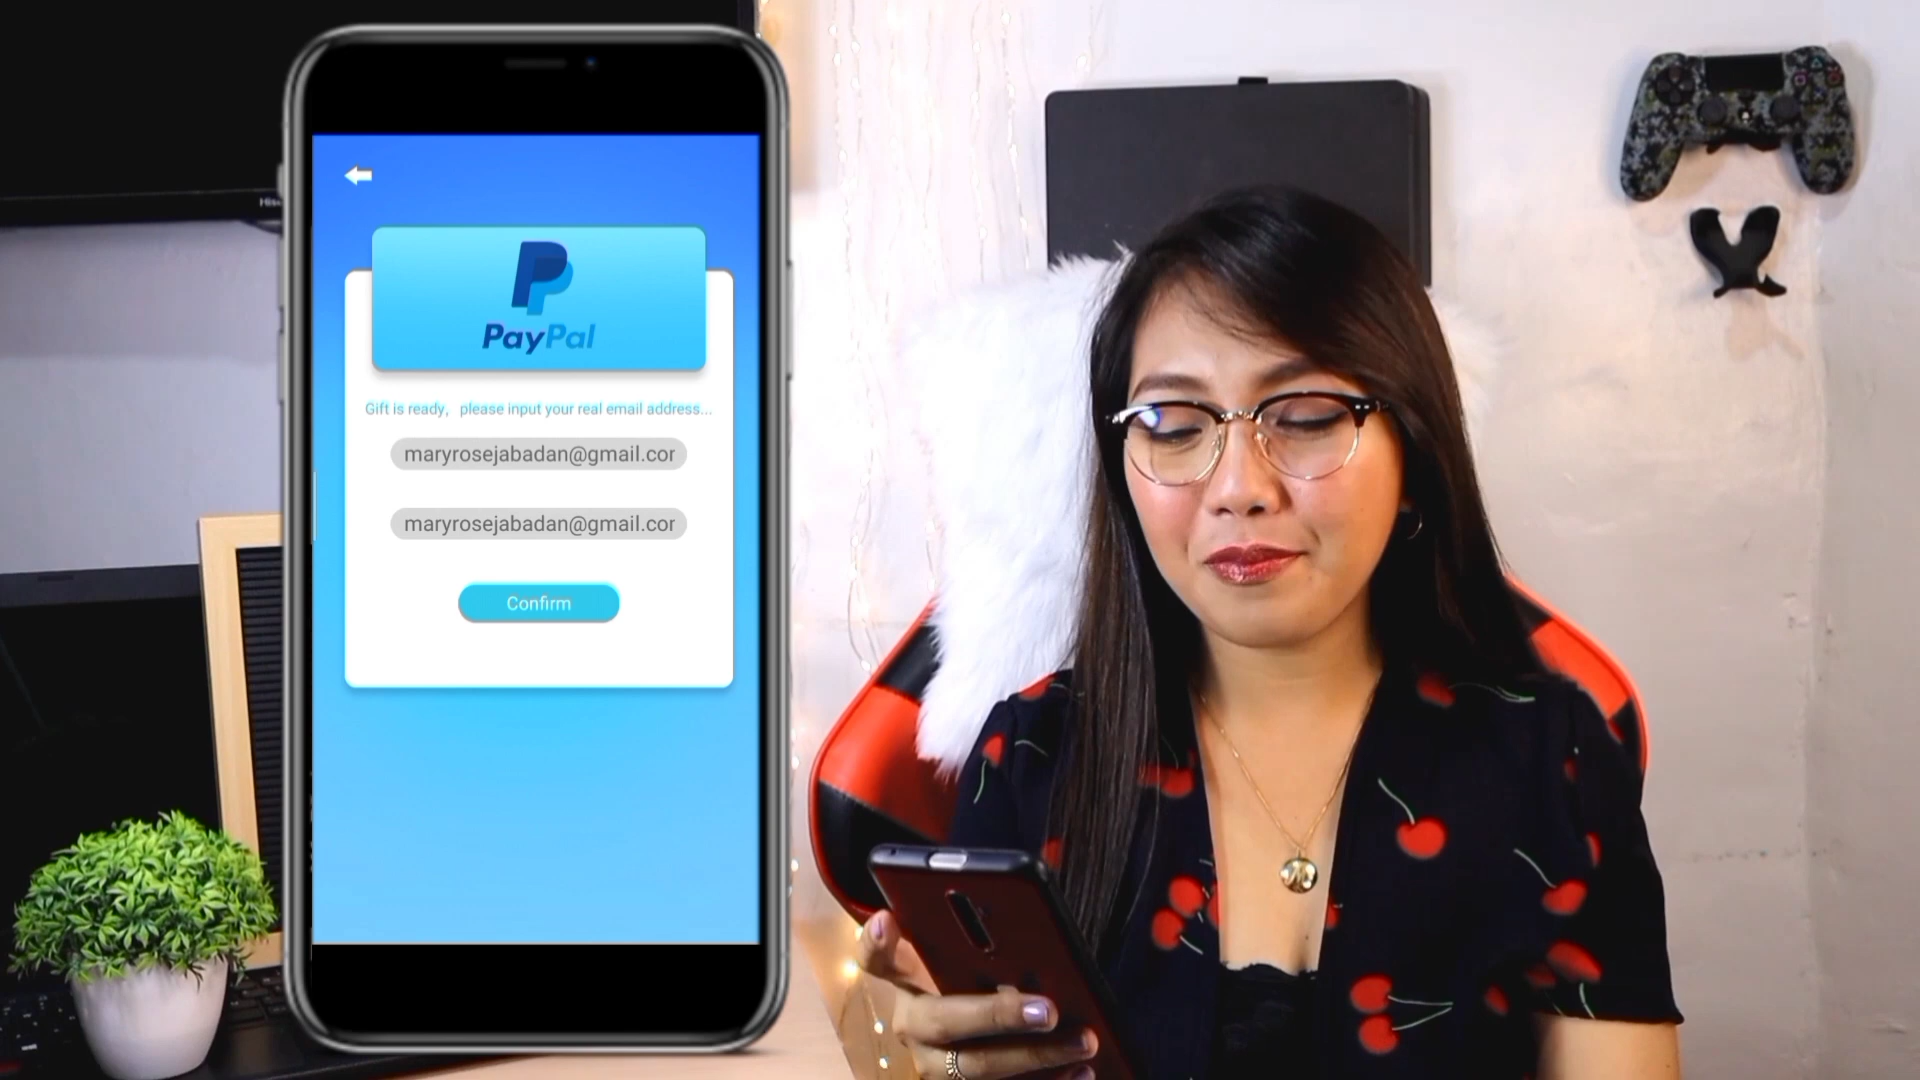 PayPal
Gift is ready, please input your real email address...
maryrosejabadan@gmail.cor
maryrosejabadan@gmail.cor
Confirm